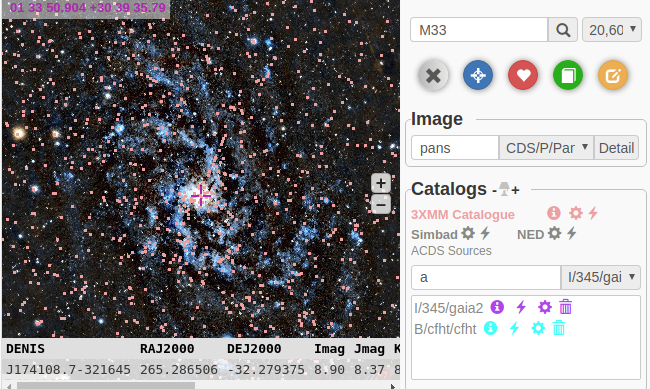 01 33 50.904 +30 39 35.79
M33
20,60
Image
pans
CDS/P/Par
Detail
Catalogs - +
3XMM Catalogue
Simbad
NED
ACDS Sources
a
I/345/gai
I/345/gaia2
B/cfht/cfht
+
−
DENIS RAJ2000 DEJ2000 Imag Jmag K
J174108.7-321645 265.286506 -32.279375 8.90 8.37 8